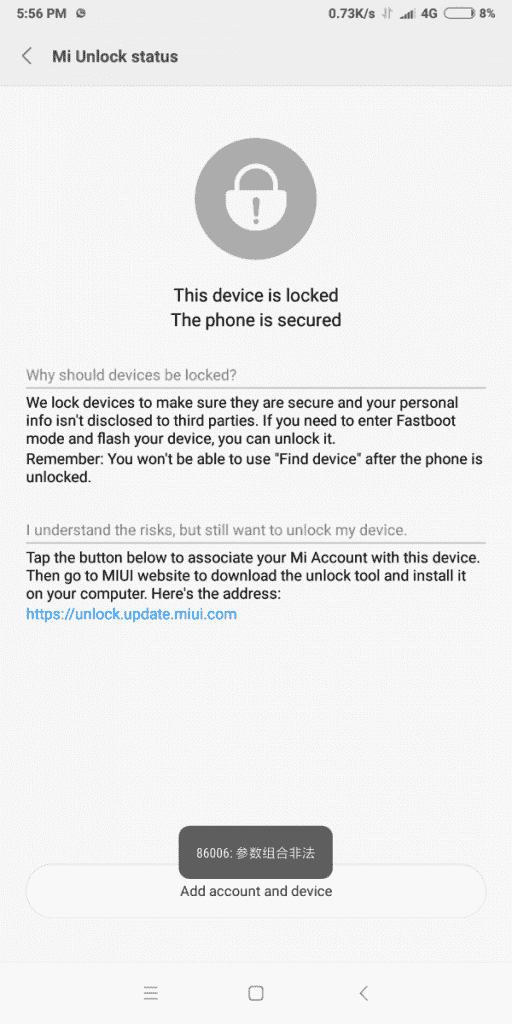 5:56 PM 0.73K/s 4G 8%
Mi Unlock status
This device is locked
The phone is secured
Why should devices be locked?
We lock devices to make sure they are secure and your personal
info isn't disclosed to third parties. If you need to enter Fastboot
mode and flash your device, you can unlock it.
Remember: You won't be able to use "Find device" after the phone is
unlocked.
I understand the risks, but still want to unlock my device.
Tap the button below to associate your Mi Account with this device.
Then go to MIUI website to download the unlock tool and install it
on your computer. Here's the address:
https://unlock.update.miui.com
86006: 参数组合非法
Add account and device